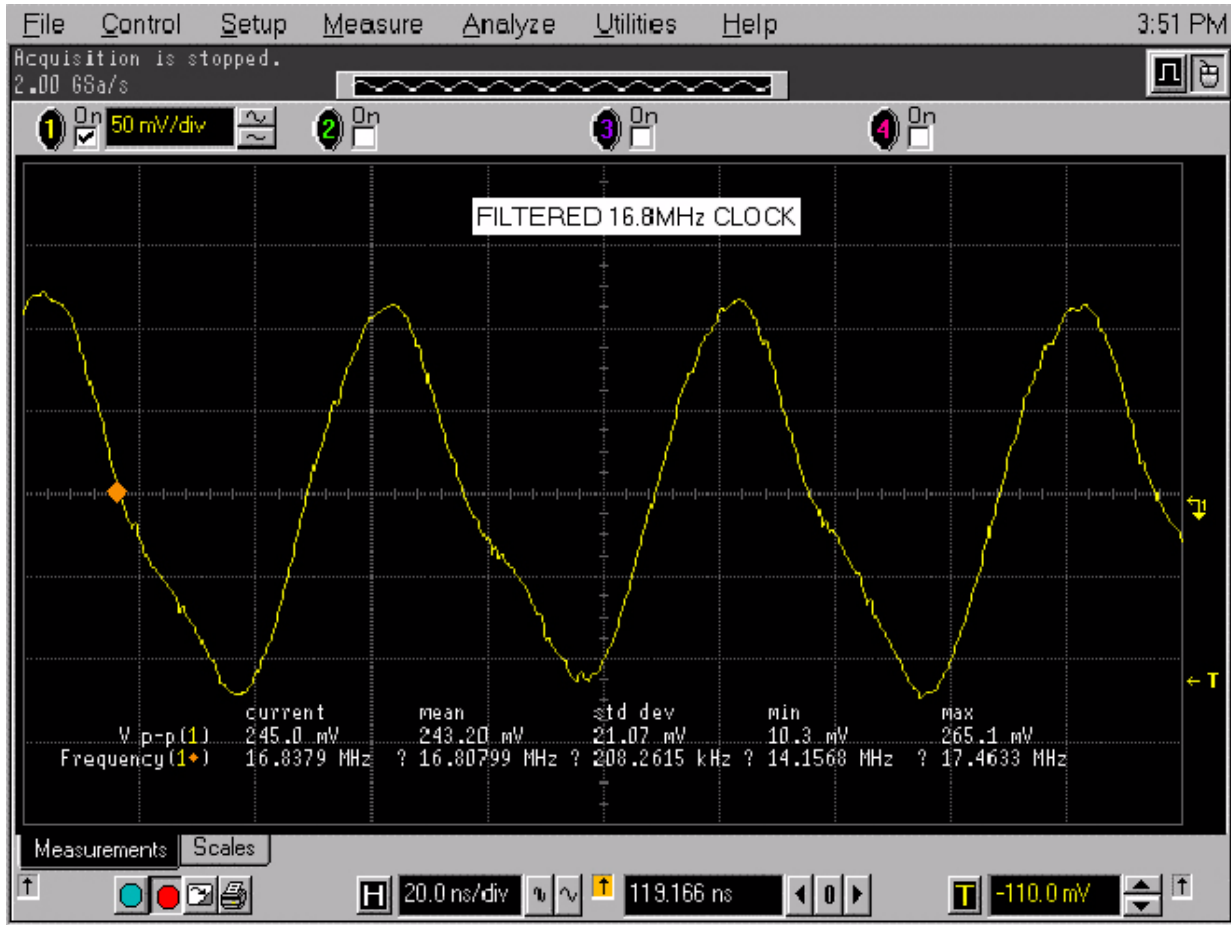 File Control Setup Measure Analyze Utilities Help 3:51 PM
Acquisition is stopped.
2.00 GSa/s
1 On 50 mV/div 2 On 3 On 4 On
FILTERED 16.8MHz CLOCK
1
T
current mean std dev min max
V p-p(1) 245.0 mV 243.20 mV 21.07 mV 10.3 mV 265.1 mV
Frequency(1◆) 16.8379 MHz ? 16.80799 MHz ? 208.2615 kHz ? 14.1568 MHz ? 17.4633 MHz
Measurements Scales
H 20.0 ns/div 119.166 ns 0 T -110.0 mV